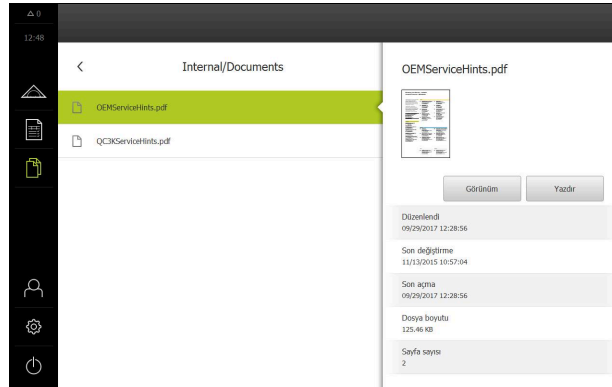 0
12:48
Internal/Documents
OEMServiceHints.pdf
QC3KServiceHints.pdf
OEMServiceHints.pdf
Görünüm
Yazdır
Düzenlendi
09/29/2017 12:28:56
Son değiştirme
11/13/2015 10:57:04
Son açma
09/29/2017 12:28:56
Dosya boyutu
125.46 KB
Sayfa sayısı
2